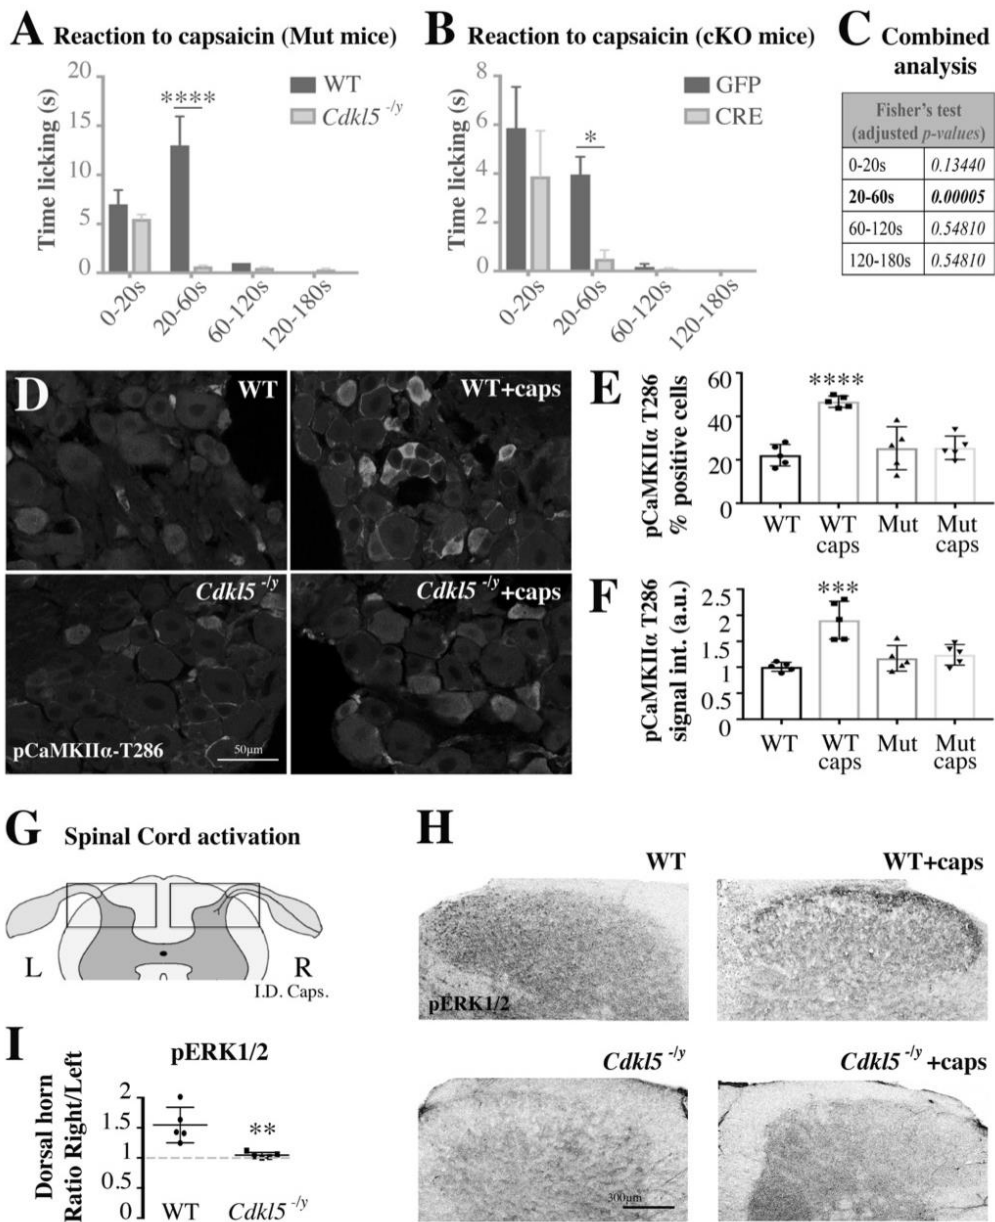 A Reaction to capsaicin (Mut mice)
Time licking (s)
20
15
10
5
0
****
WT
Cdkl5 -/y
0-20s
20-60s
60-120s
120-180s
B Reaction to capsaicin (cKO mice)
Time licking (s)
8
6
4
2
0
*
GFP
CRE
0-20s
20-60s
60-120s
120-180s
C Combined
analysis
Fisher's test
(adjusted p-values)
0-20s 0.13440
20-60s 0.00005
60-120s 0.54810
120-180s 0.54810
D
WT
WT+caps
Cdkl5 -/y
Cdkl5 -/y+caps
pCaMKIIα-T286
50μm
E
pCaMKIIα T286
% positive cells
60
40
20
0
****
WT
WT
caps
Mut
Mut
caps
F
pCaMKIIα T286
signal int. (a.u.)
2.5
2
1.5
1
0.5
0
***
WT
WT
caps
Mut
Mut
caps
G Spinal Cord activation
L
R
I.D. Caps.
H
WT
WT+caps
pERK1/2
Cdkl5 -/y
Cdkl5 -/y +caps
300μm
I
pERK1/2
Dorsal horn
Ratio Right/Left
2
1.5
1
0.5
0
**
WT
Cdkl5 -/y